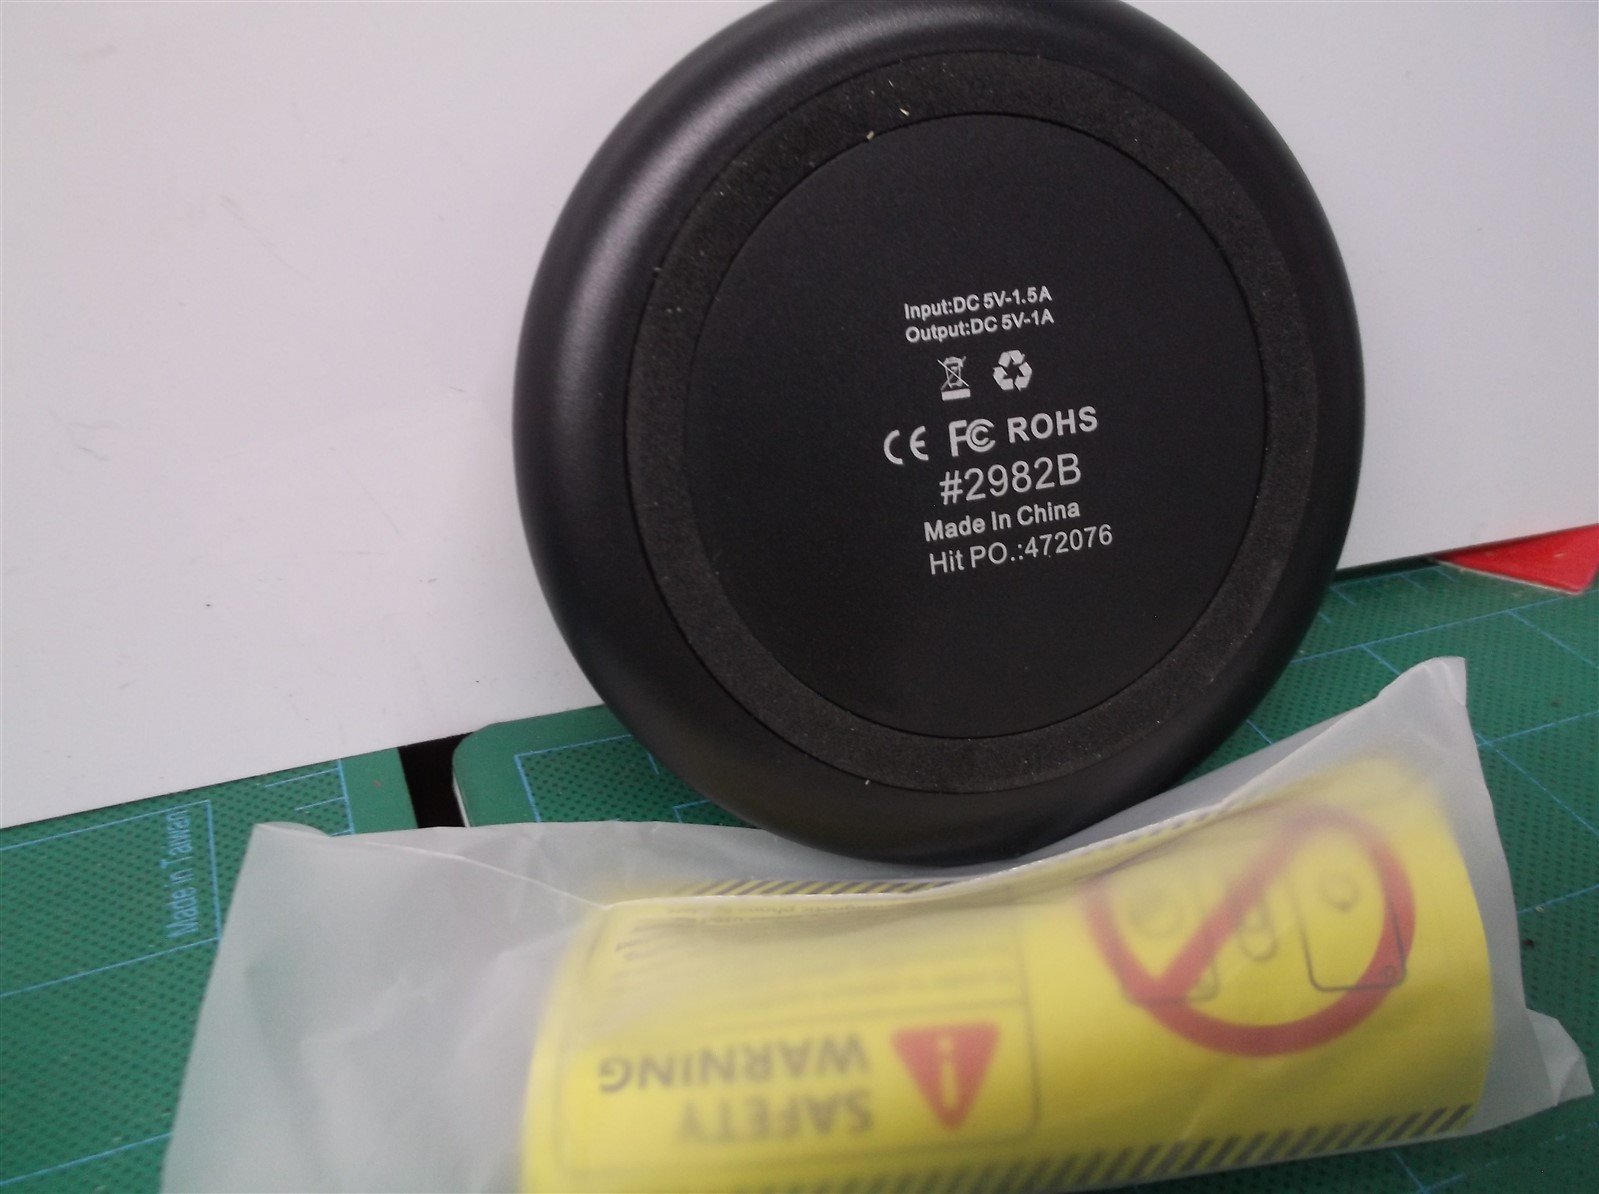 Input:DC 5V-1.5A
Output:DC 5V-1A
CE FC ROHS
#2982B
Made In China
Hit PO.:472076
Made in Taiwan
SAFETY
WARNING